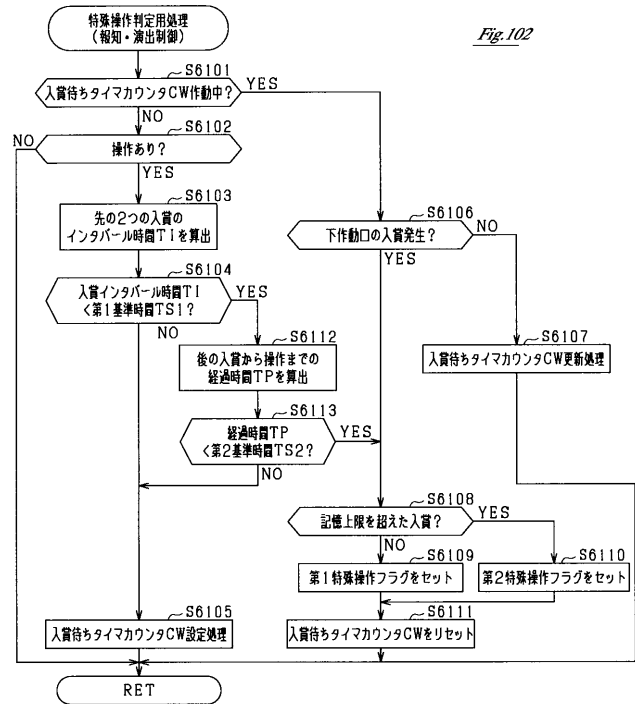 Fig.102
特殊操作判定用処理
(報知・演出制御)
S6101
入賞待ちタイマカウンタCW作動中?
YES
NO
S6102
NO
操作あり?
YES
S6103
先の2つの入賞の
インタバール時間TIを算出
S6106
下作動口の入賞発生?
NO
YES
S6104
入賞インタバール時間TI
<第1基準時間TS1?
YES
NO
S6107
入賞待ちタイマカウンタCW更新処理
S6112
後の入賞から操作までの
経過時間TPを算出
S6113
経過時間TP
<第2基準時間TS2?
YES
NO
S6108
記憶上限を超えた入賞?
YES
NO
S6109
第1特殊操作フラグをセット
S6110
第2特殊操作フラグをセット
S6105
入賞待ちタイマカウンタCW設定処理
S6111
入賞待ちタイマカウンタCWをリセット
RET